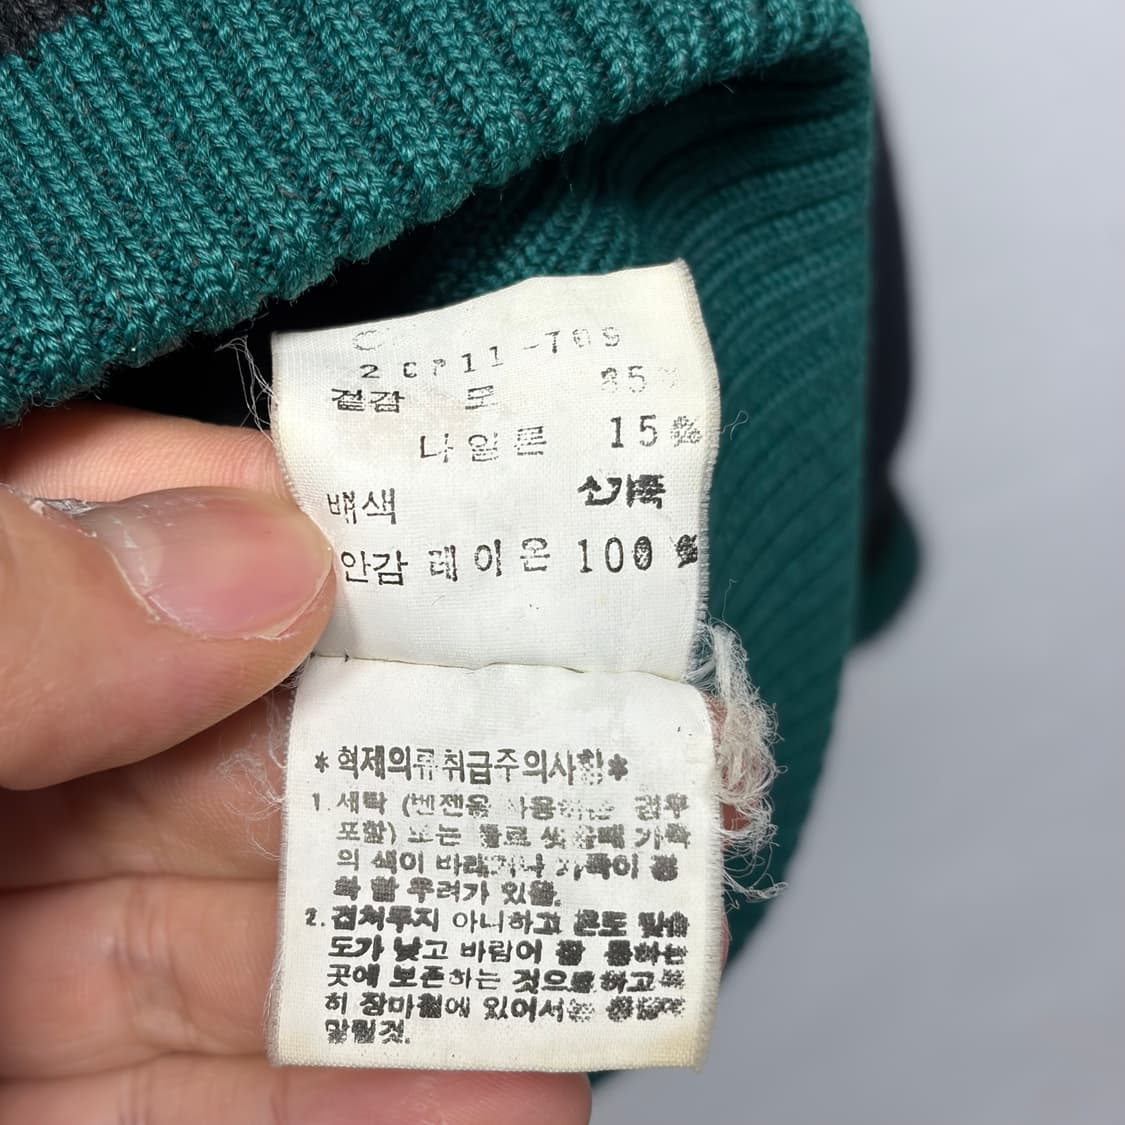 -709
겉감 모 85%
나일론 15%
배색 소가죽
안감 레이온 100%
*혁제의류취급주의사항*
1. 세탁 (벤젠을 사용하는 경우
포함) 또는 물로 씻을때 가죽
의 색이 바래거나 가죽이
할 우려가 있음.
2. 겹쳐두지 아니하고 온도 및습
도가 낮고 바람이 잘 통하는
곳에 보존하는 것으로하고
히 장마철에 있어서는
말릴것.